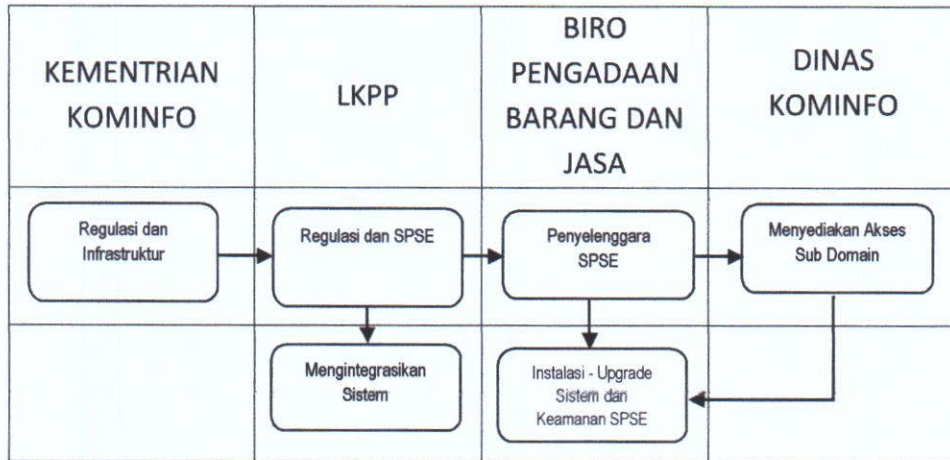 KEMENTRIAN
KOMINFO
LKPP
BIRO
PENGADAAN
BARANG DAN
JASA
DINAS
KOMINFO
Regulasi dan
Infrastruktur
Regulasi dan SPSE
Penyelenggara
SPSE
Menyediakan Akses
Sub Domain
Mengintegrasikan
Sistem
Instalasi - Upgrade
Sistem dan
Keamanan SPSE